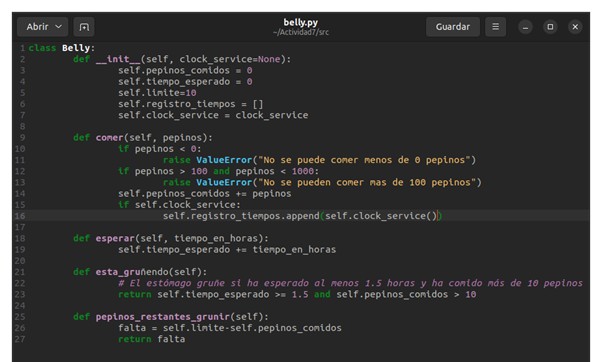 Abrir
belly.py
~/Actividad7/src
Guardar
1 class Belly:
2 def __init__(self, clock_service=None):
3 self.pepinos_comidos = 0
4 self.tiempo_esperado = 0
5 self.limite=10
6 self.registro_tiempos = []
7 self.clock_service = clock_service
8
9 def comer(self, pepinos):
10 if pepinos < 0:
11 raise ValueError("No se puede comer menos de 0 pepinos")
12 if pepinos > 100 and pepinos < 1000:
13 raise ValueError("No se pueden comer mas de 100 pepinos")
14 self.pepinos_comidos += pepinos
15 if self.clock_service:
16 self.registro_tiempos.append(self.clock_service())
17
18 def esperar(self, tiempo_en_horas):
19 self.tiempo_esperado += tiempo_en_horas
20
21 def esta_gruñendo(self):
22 # El estómago gruñe si ha esperado al menos 1.5 horas y ha comido más de 10 pepinos
23 return self.tiempo_esperado >= 1.5 and self.pepinos_comidos > 10
24
25 def pepinos_restantes_grunir(self):
26 falta = self.limite-self.pepinos_comidos
27 return falta